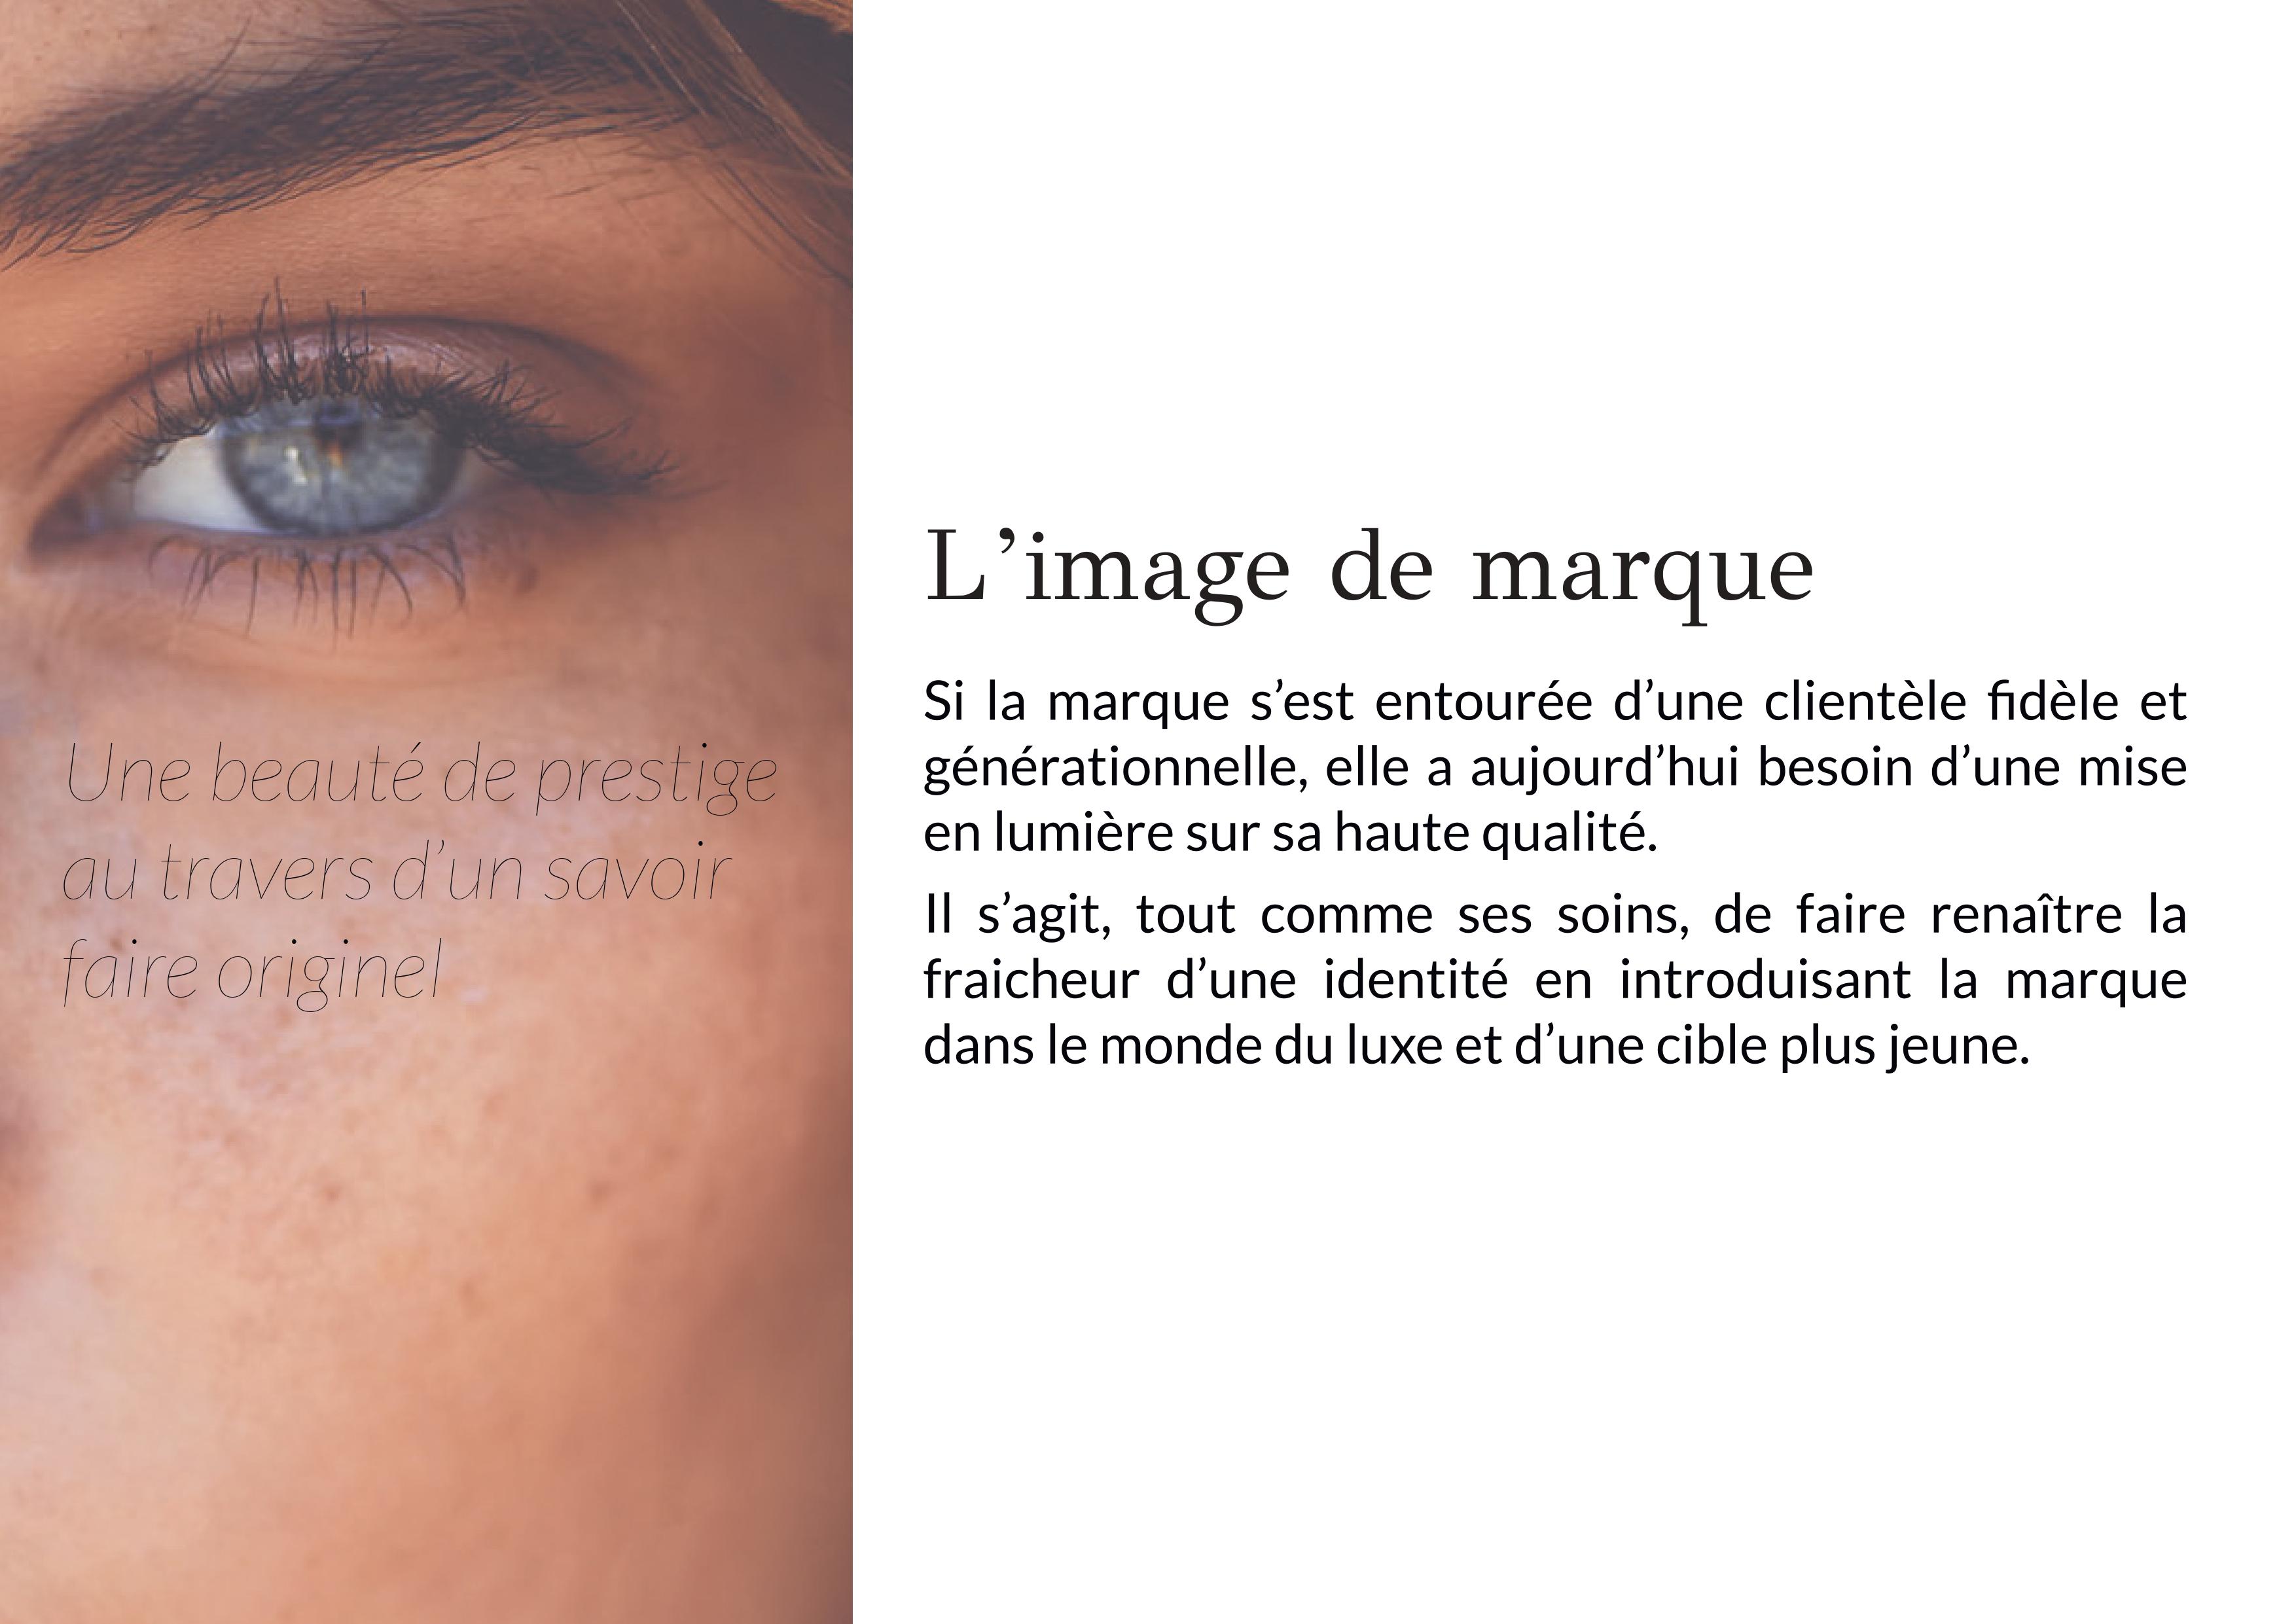 Une beauté de prestige
au travers d’un savoir
faire originel
L’image de marque
Si la marque s’est entourée d’une clientèle fidèle et
générationnelle, elle a aujourd’hui besoin d’une mise
en lumière sur sa haute qualité.
Il s’agit, tout comme ses soins, de faire renaître la
fraicheur d’une identité en introduisant la marque
dans le monde du luxe et d’une cible plus jeune.